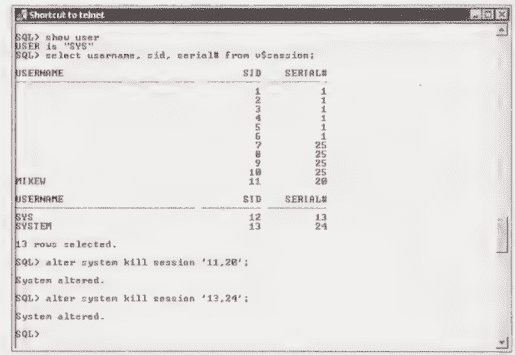 Shortcut to telnet
SQL> show user
USER is "SYS"
SQL> select username, sid, serial# from v$session;
USERNAME SID SERIAL#
1 1
2 1
3 1
4 1
5 1
6 1
7 25
8 25
9 25
10 25
MIKEW 11 20
USERNAME SID SERIAL#
SYS 12 13
SYSTEM 13 24
13 rows selected.
SQL> alter system kill session '11,20';
System altered.
SQL> alter system kill session '13,24';
System altered.
SQL>